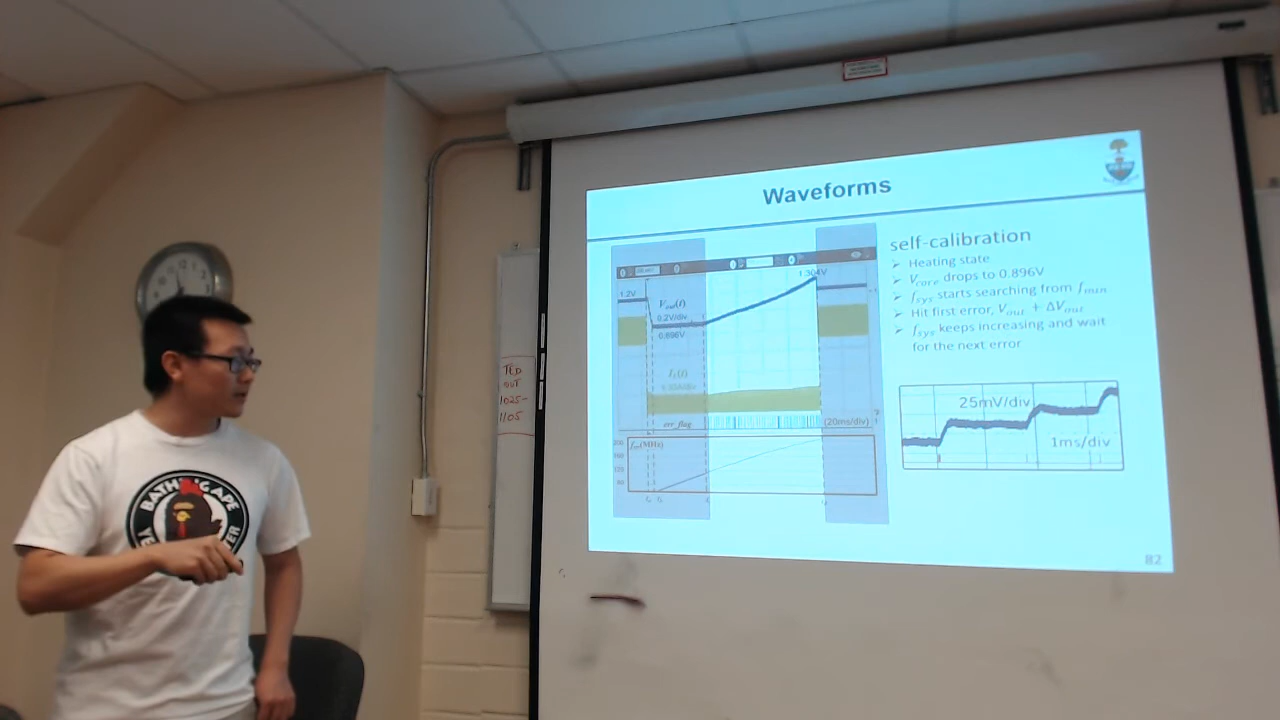 Waveforms
self-calibration
➢ Heating state
➢ V_core drops to 0.896V
➢ f_sys starts searching from f_min
➢ Hit first error, V_out + ΔV_out
➢ f_sys keeps increasing and wait
for the next error
1.304V
1.2V
V_out(t)
0.2V/div
0.896V
err_flag
(20ms/div)
(MHz)
25mV/div
1ms/div
82
TED
OUT
1025-
1105
BATH APE